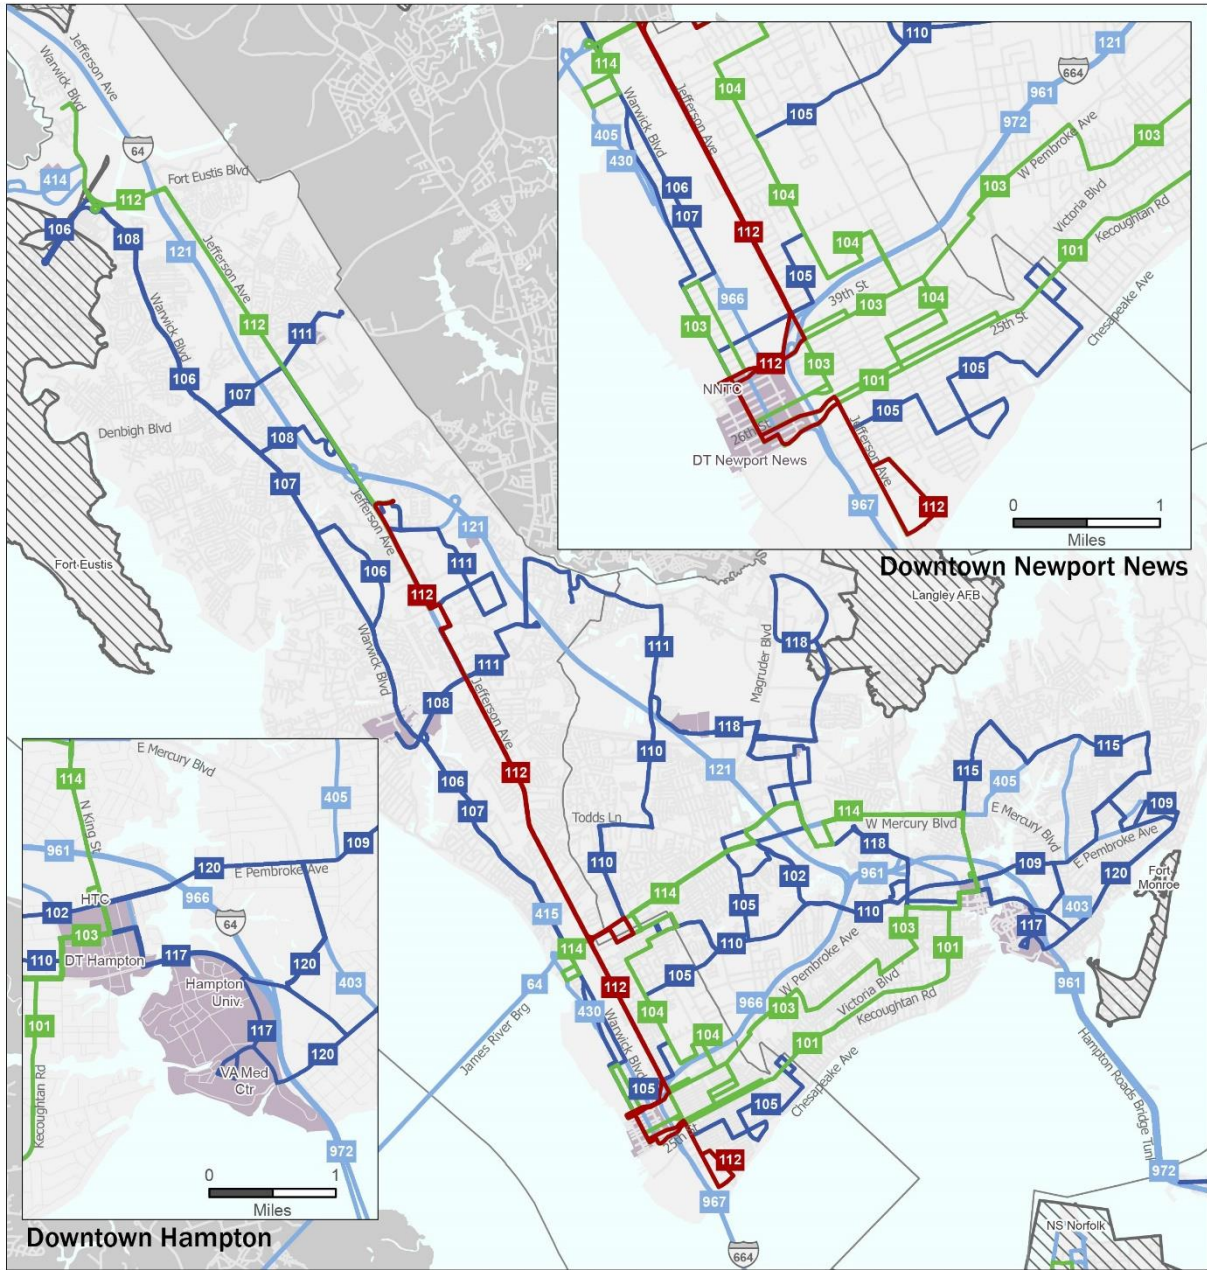 Jefferson Ave
Warwick Blvd
64
Fort Eustis Blvd
414
112
106
108
121
Jefferson Ave
Warwick Blvd
112
111
106
107
Denbigh Blvd
108
107
Jefferson Ave
121
Fort Eustis
106
111
112
Warwick Blvd
111
108
Jefferson Ave
112
106
107
110
121
664
114
Jefferson Ave
104
105
961
972
Warwick Blvd
405
430
W Pembroke Ave
103
106
104
103
Victoria Blvd
Kecoughtan Rd
107
112
104
101
105
966
39th St
103
104
103
25th St
Chesapeake Ave
112
103
105
NNTC
101
26th St
105
DT Newport News
Jefferson Ave
967
112
0 1
Miles
Downtown Newport News
Langley AFB
111
Magruder Blvd
118
110
118
121
115
115
405
Todds Ln
114
W Mercury Blvd
E Mercury Blvd
109
118
E Pembroke Ave
110
102
961
109
120
Fort Monroe
114
105
110
403
415
103
101
117
114
110
W Pembroke Ave
105
112
966
Victoria Blvd
Kecoughtan Rd
961
64
430
104
103
James River Brg
Warwick Blvd
104
101
Hampton Roads Bridge Tunl
105
Chesapeake Ave
105
25th St
112
972
967
664
NS Norfolk
E Mercury Blvd
114
405
N King St
961
109
120
E Pembroke Ave
HTC
966
102
64
103
110
DT Hampton
117
Hampton Univ.
120
403
101
117
120
VA Med Ctr
Kecoughtan Rd
972
0 1
Miles
Downtown Hampton